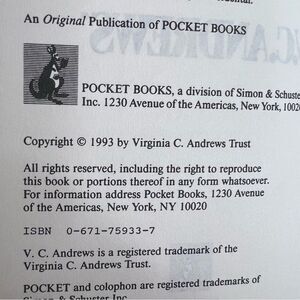 An Original Publication of POCKET BOOKS
POCKET BOOKS, a division of Simon & Schuster
Inc. 1230 Avenue of the Americas, New York, 10020
Copyright © 1993 by Virginia C. Andrews Trust
All rights reserved, including the right to reproduce
this book or portions thereof in any form whatsoever.
For information address Pocket Books, 1230 Avenue
of the Americas, New York, NY 10020
ISBN 0-671-75933-7
V. C. Andrews is a registered trademark of the
Virginia C. Andrews Trust.
POCKET and colophon are registered trademarks of
Simon & Schuster Inc.